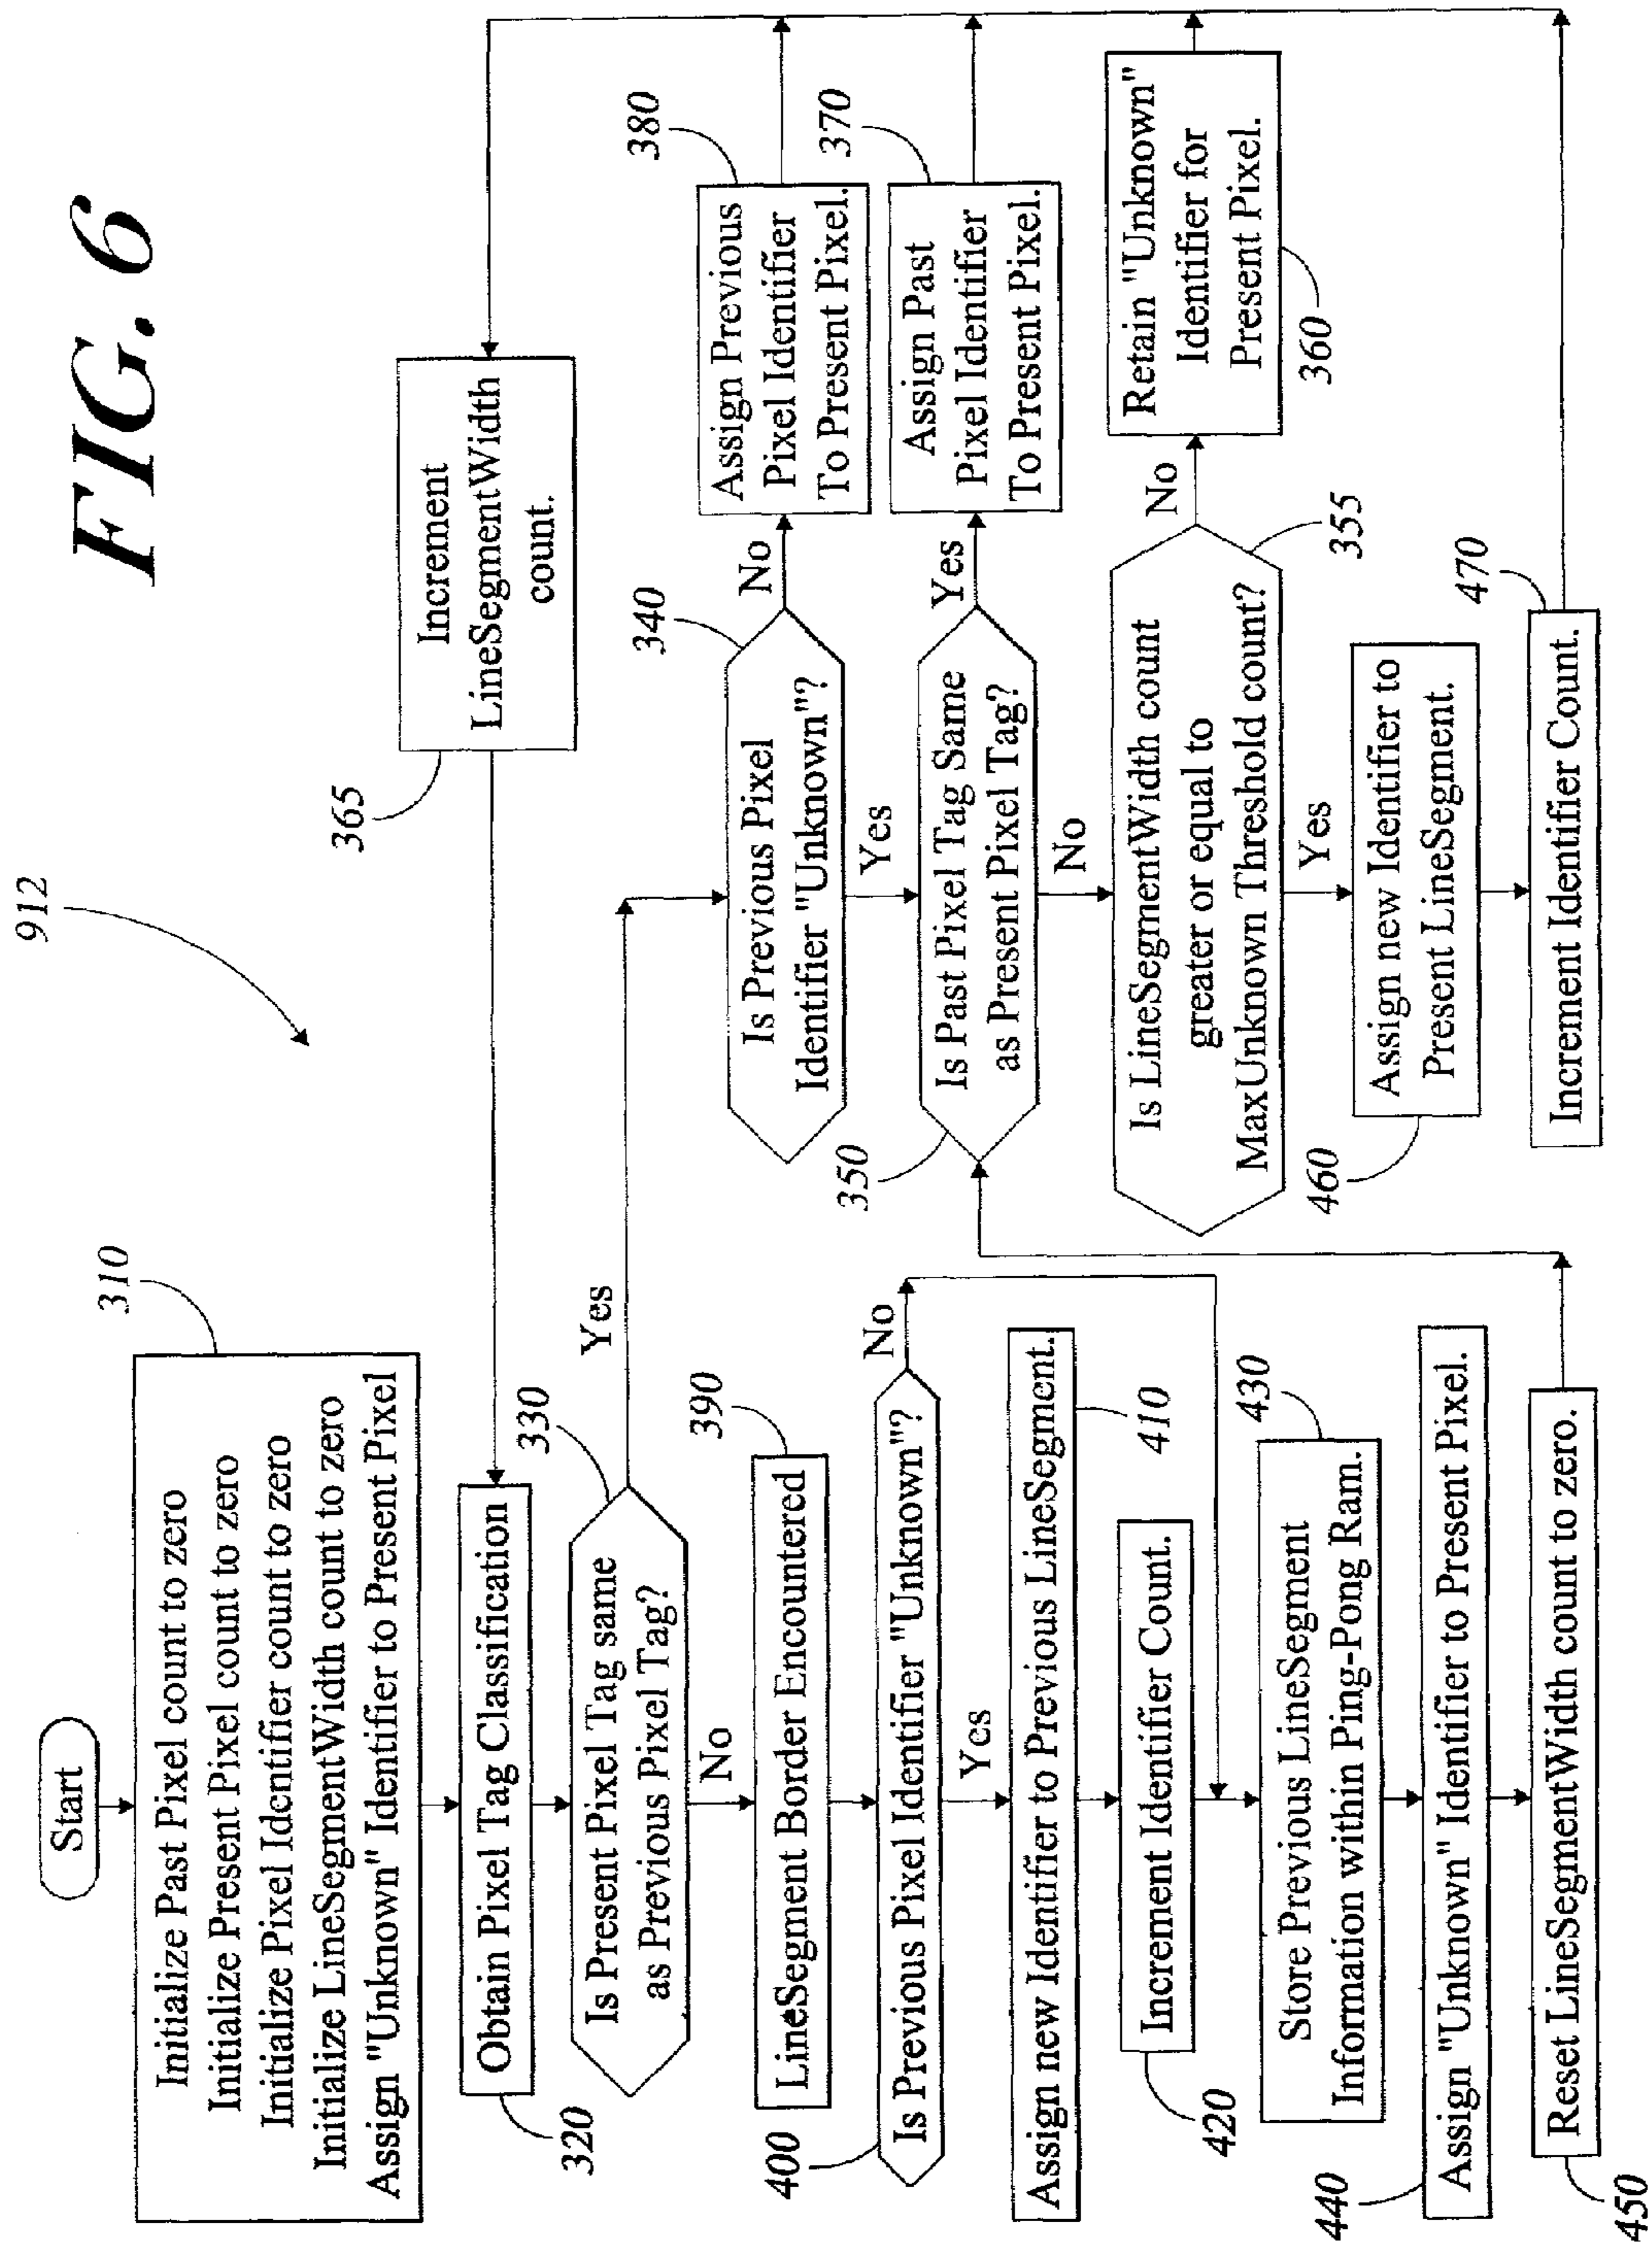 FIG. 6
912
Start
310
Initialize Past Pixel count to zero
Initialize Present Pixel count to zero
Initialize Pixel Identifier count to zero
Initialize LineSegmentWidth count to zero
Assign "Unknown" Identifier to Present Pixel
320
Obtain Pixel Tag Classification
330
Is Present Pixel Tag same
as Previous Pixel Tag?
Yes
No
390
LineSegment Border Encountered
400
Is Previous Pixel Identifier "Unknown"?
No
Yes
Assign new Identifier to Previous LineSegment.
410
Increment Identifier Count.
420
430
Store Previous LineSegment
Information within Ping-Pong Ram.
440
Assign "Unknown" Identifier to Present Pixel.
Reset LineSegmentWidth count to zero.
450
365
Increment
LineSegmentWidth
count.
340
Is Previous Pixel
Identifier "Unknown"?
No
Yes
380
Assign Previous
Pixel Identifier
To Present Pixel.
350
Is Past Pixel Tag Same
as Present Pixel Tag?
Yes
No
370
Assign Past
Pixel Identifier
To Present Pixel.
Is LineSegmentWidth count
greater or equal to
MaxUnknown Threshold count?
355
No
Yes
Retain "Unknown"
Identifier for
Present Pixel.
360
460
Assign new Identifier to
Present LineSegment.
470
Increment Identifier Count.